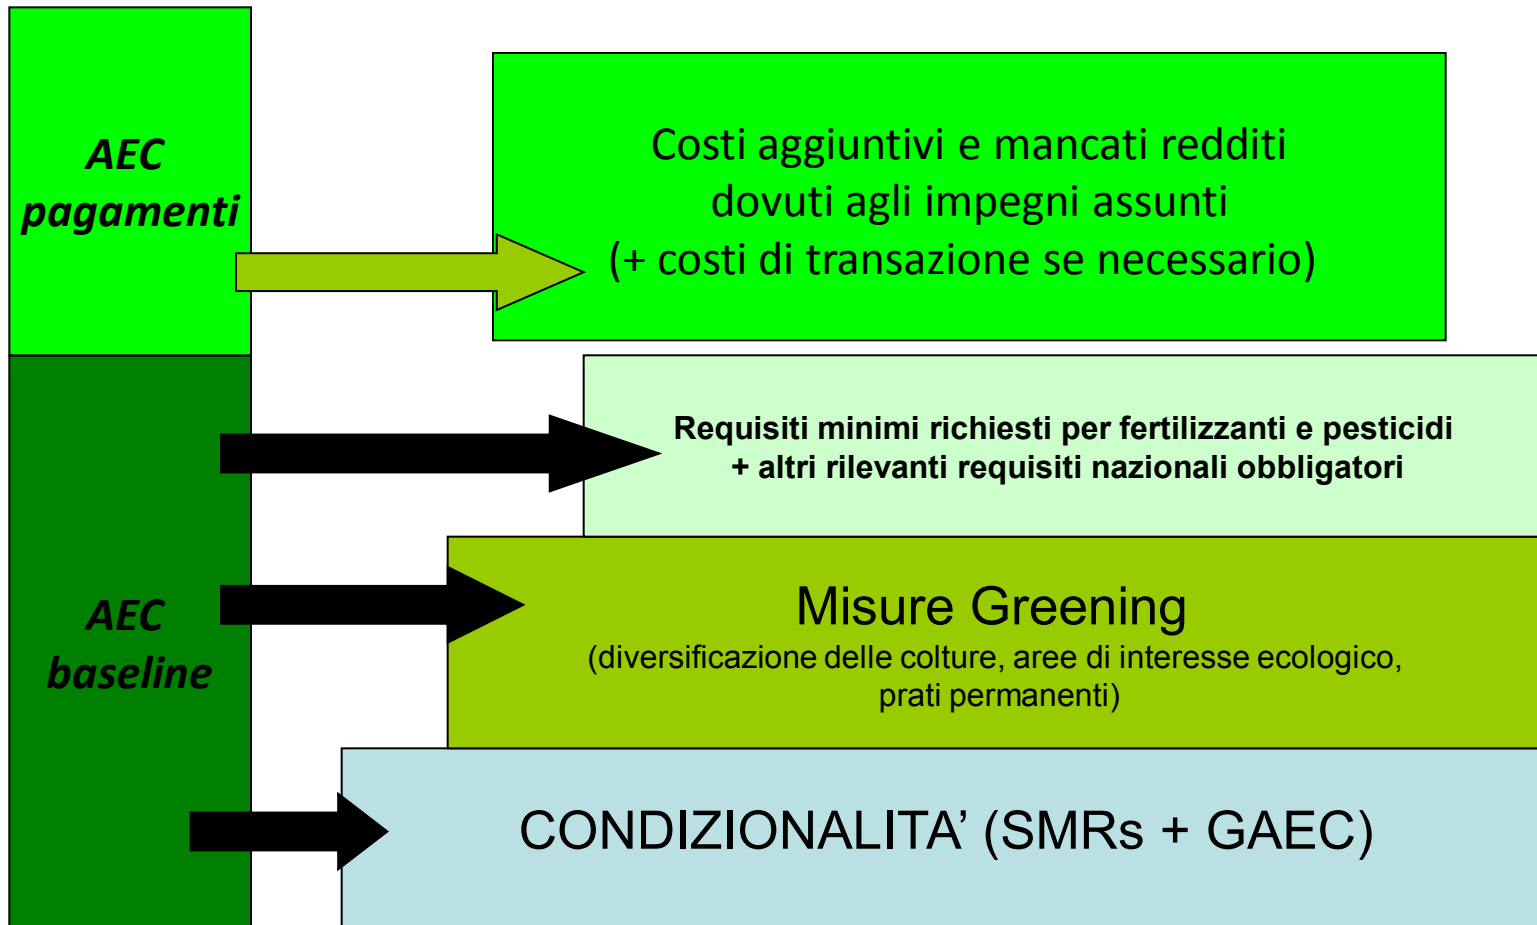 AEC
pagamenti
Costi aggiuntivi e mancati redditi
dovuti agli impegni assunti
(+ costi di transazione se necessario)
Requisiti minimi richiesti per fertilizzanti e pesticidi
+ altri rilevanti requisiti nazionali obbligatori
AEC
baseline
Misure Greening
(diversificazione delle colture, aree di interesse ecologico,
prati permanenti)
CONDIZIONALITA’ (SMRs + GAEC)